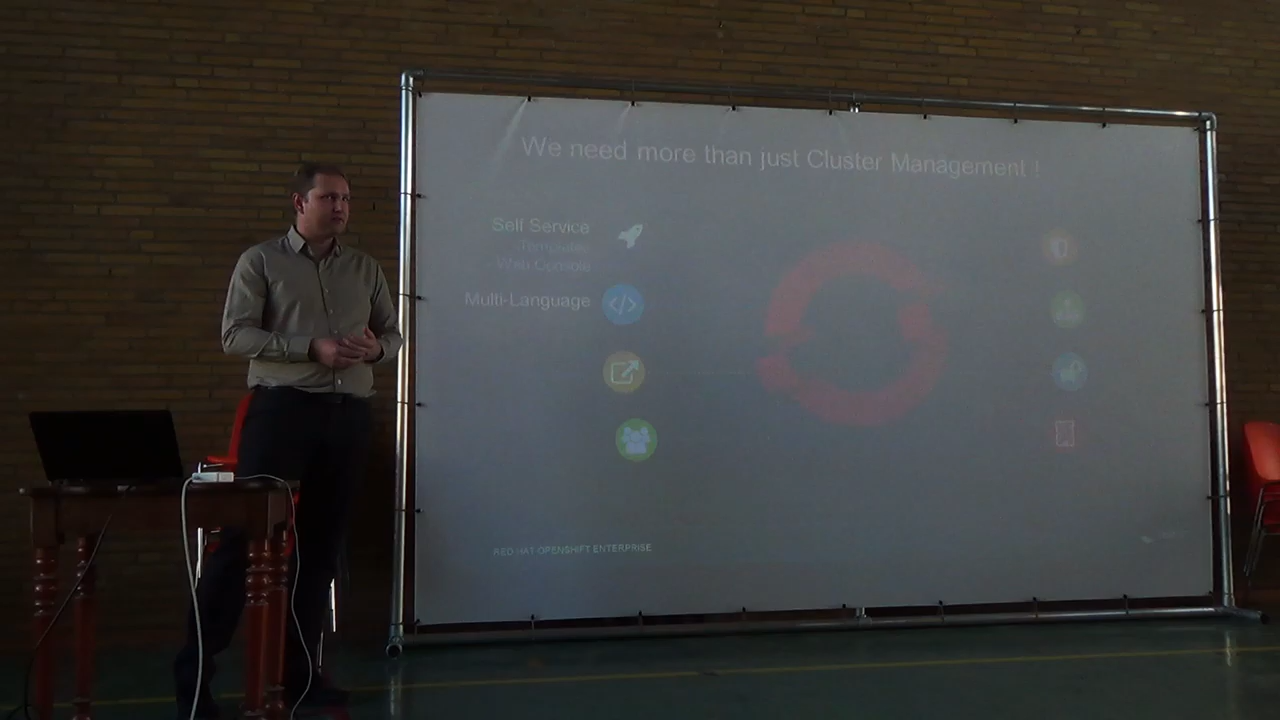 We need more than just Cluster Management !
Self Service
Templates
Web Console
Multi-Language
</>
RED HAT OPENSHIFT ENTERPRISE